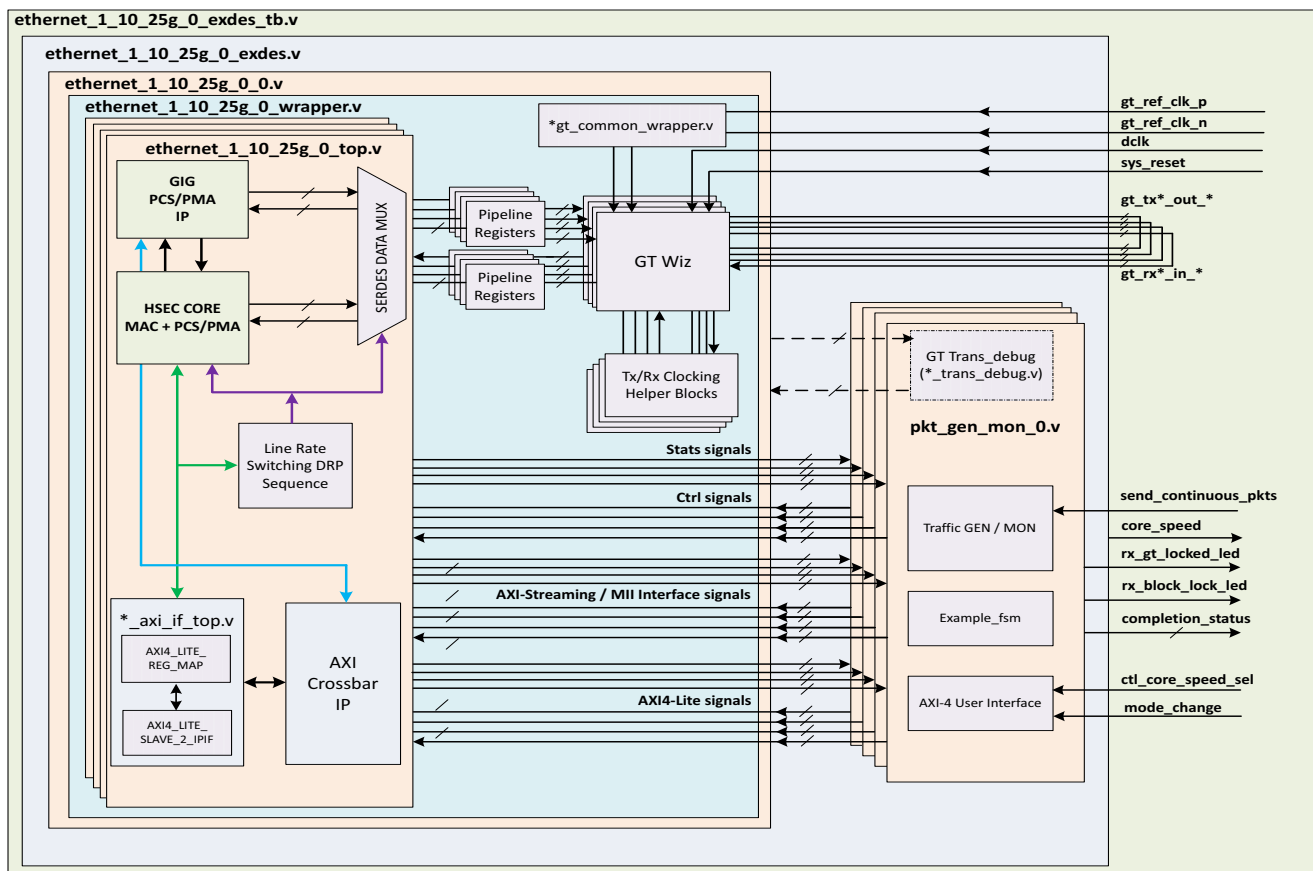 ethernet_1_10_25g_0_exdes_tb.v
ethernet_1_10_25g_0_exdes.v
ethernet_1_10_25g_0_0.v
ethernet_1_10_25g_0_wrapper.v
ethernet_1_10_25g_0_top.v
GIG
PCS/PMA
IP
HSEC CORE
MAC + PCS/PMA
SERDES DATA MUX
Line Rate
Switching DRP
Sequence
*_axi_if_top.v
AXI4_LITE_
REG_MAP
AXI4_LITE_
SLAVE_2_IPIF
AXI
Crossbar
IP
*gt_common_wrapper.v
Pipeline
Registers
Pipeline
Registers
GT Wiz
Tx/Rx Clocking
Helper Blocks
Stats signals
Ctrl signals
AXI-Streaming / MII Interface signals
AXI4-Lite signals
GT Trans_debug
(*_trans_debug.v)
pkt_gen_mon_0.v
Traffic GEN / MON
Example_fsm
AXI-4 User Interface
gt_ref_clk_p
gt_ref_clk_n
dclk
sys_reset
gt_tx*_out_*
gt_rx*_in_*
send_continuous_pkts
core_speed
rx_gt_locked_led
rx_block_lock_led
completion_status
ctl_core_speed_sel
mode_change